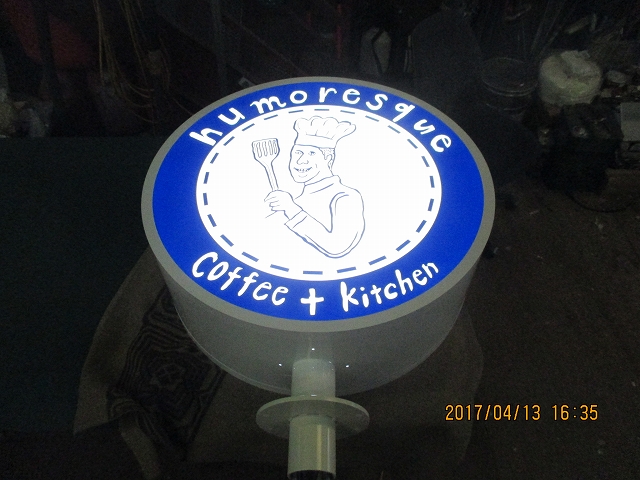 humoresque
coffee + kitchen
2017/04/13 16:35